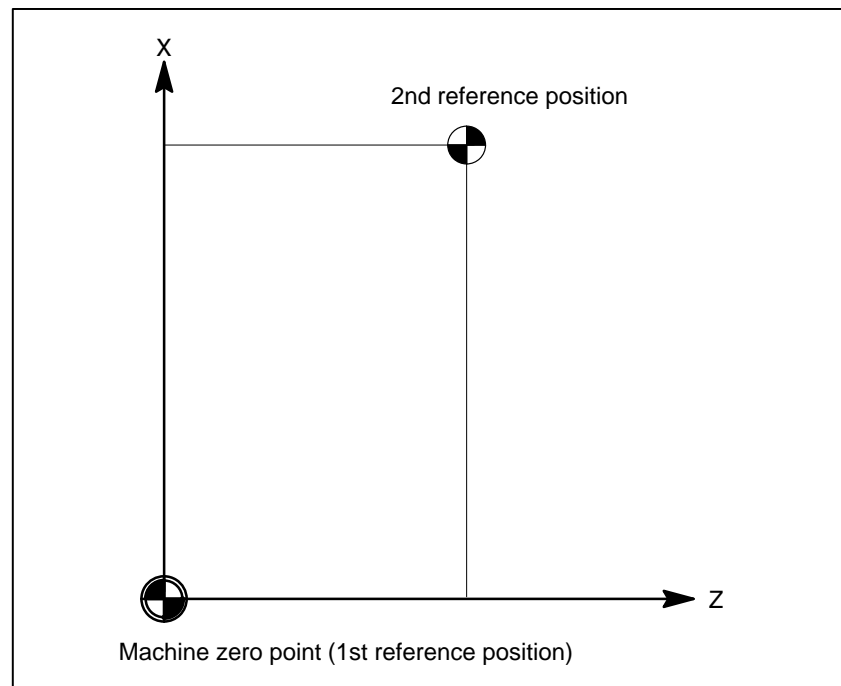 X
2nd reference position
Z
Machine zero point (1st reference position)